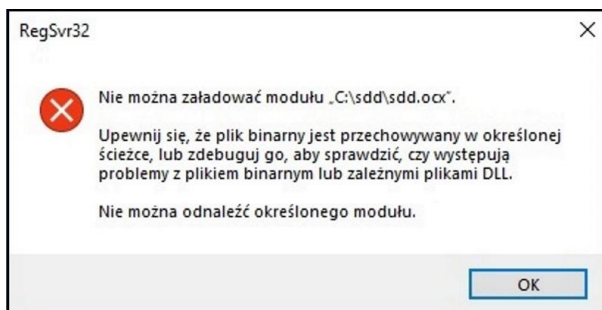 RegSvr32
Nie można załadować modułu „C:\sdd\sdd.ocx”.
Upewnij się, że plik binarny jest przechowywany w określonej
ścieżce, lub zdebuguj go, aby sprawdzić, czy występują
problemy z plikiem binarnym lub zależnymi plikami DLL.
Nie można odnaleźć określonego modułu.
OK